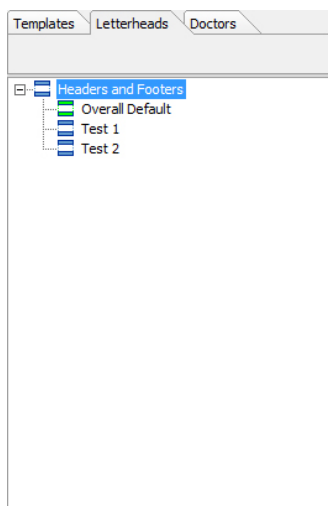 Templates Letterheads Doctors
Headers and Footers
Overall Default
Test 1
Test 2